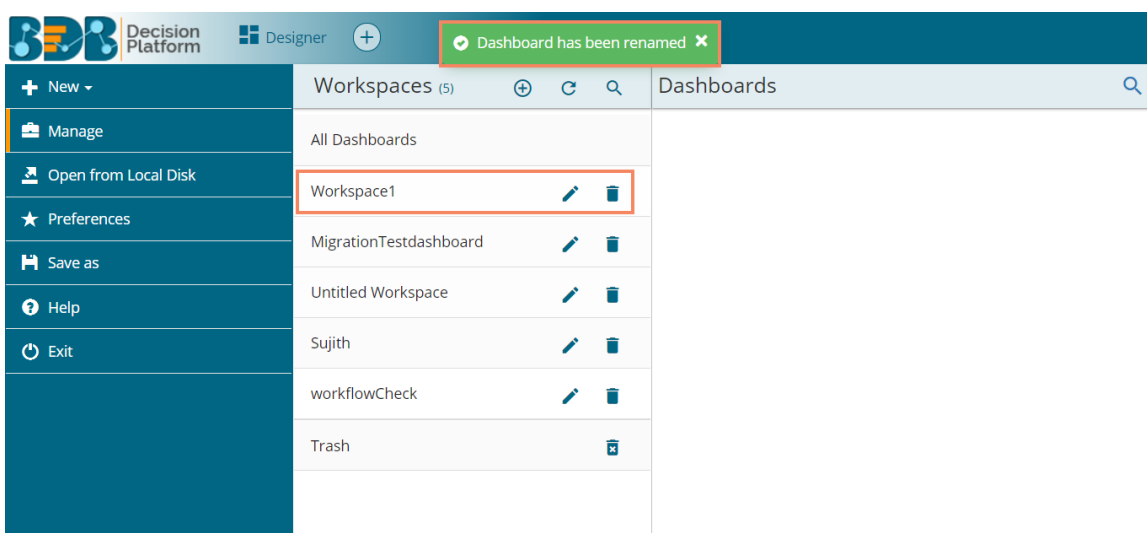 BDB Decision
Platform
Designer
Dashboard has been renamed
New
Manage
Open from Local Disk
Preferences
Save as
Help
Exit
Workspaces (5)
All Dashboards
Workspace1
MigrationTestdashboard
Untitled Workspace
Sujith
workflowCheck
Trash
Dashboards